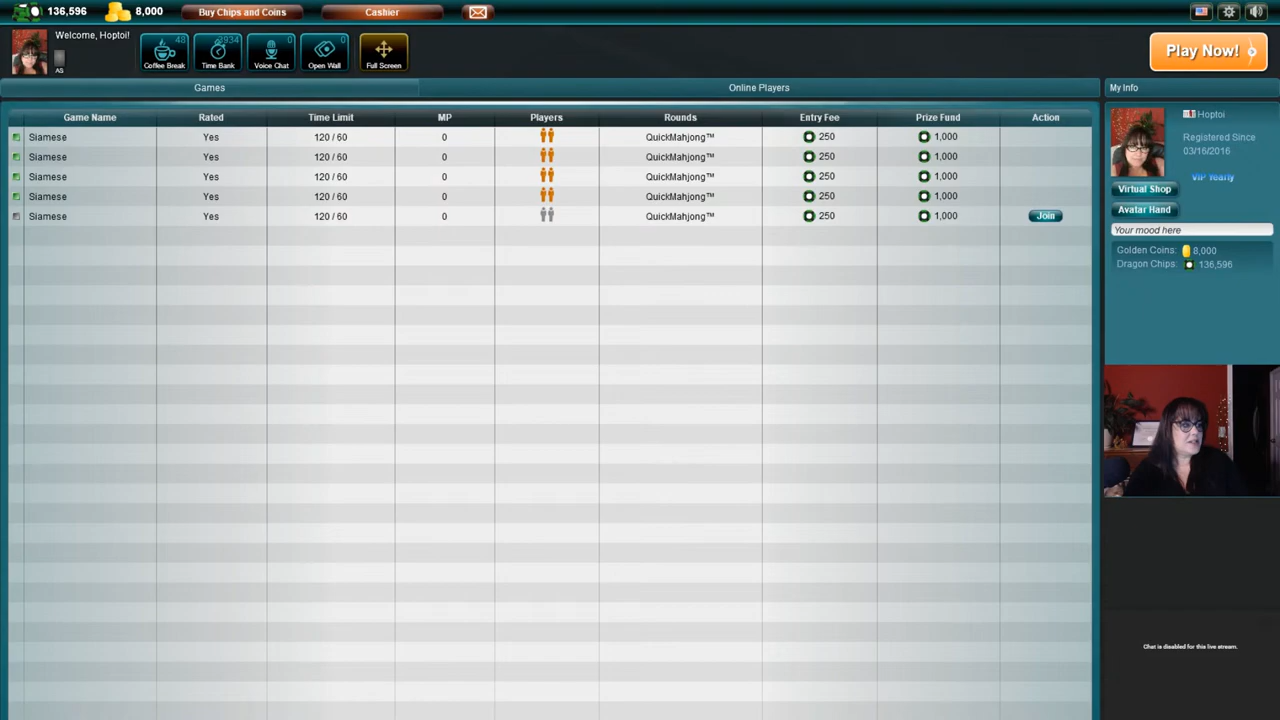 136,596 8,000 Buy Chips and Coins Cashier
Welcome, Hoptoi!
AS
48 Coffee Break
3934 Time Bank
0 Voice Chat
0 Open Wall
Full Screen
Play Now!
Games Online Players My Info
Game Name Rated Time Limit MP Players Rounds Entry Fee Prize Fund Action
Siamese Yes 120 / 60 0 QuickMahjong™ 250 1,000
Siamese Yes 120 / 60 0 QuickMahjong™ 250 1,000
Siamese Yes 120 / 60 0 QuickMahjong™ 250 1,000
Siamese Yes 120 / 60 0 QuickMahjong™ 250 1,000
Siamese Yes 120 / 60 0 QuickMahjong™ 250 1,000 Join
Hoptoi
Registered Since
03/16/2016
VIP Yearly
Virtual Shop
Avatar Hand
Your mood here
Golden Coins: 8,000
Dragon Chips: 136,596
Chat is disabled for this live stream.